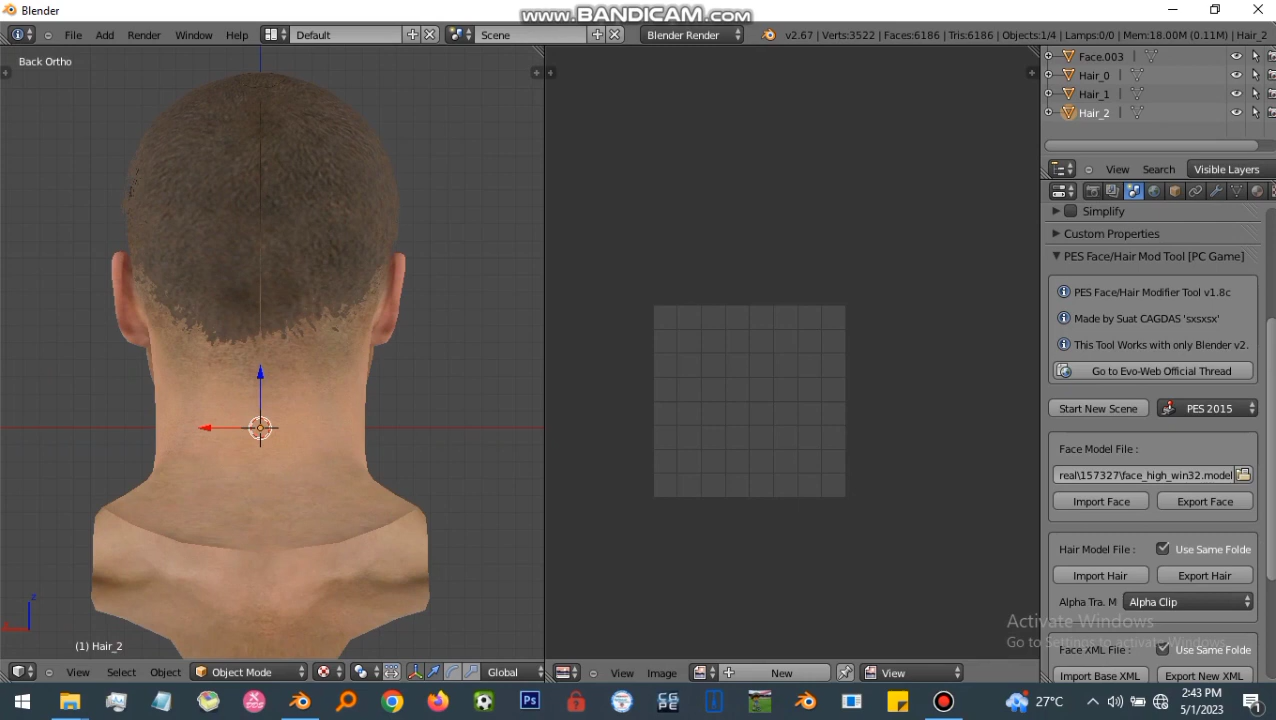 Blender
www.BANDICAM.com
File Add Render Window Help Default Scene Blender Render v2.67 | Verts:3522 | Faces:6186 | Tris:6186 | Objects:1/4 | Lamps:0/0 | Mem:18.00M (0.11M) | Hair_2
Back Ortho
Face.003
Hair_0
Hair_1
Hair_2
View Search Visible Layers
Simplify
Custom Properties
PES Face/Hair Mod Tool [PC Game]
PES Face/Hair Modifier Tool v1.8c
Made by Suat CAGDAS 'sxsxsx'
This Tool Works with only Blender v2.
Go to Evo-Web Official Thread
Start New Scene PES 2015
Face Model File :
real\157327\face_high_win32.model
Import Face Export Face
Hair Model File : Use Same Folde
Import Hair Export Hair
Alpha Tra. M Alpha Clip
Activate Windows
Go to Settings to activate Windows.
Face XML File : Use Same Folde
Import Base XML Export New XML
z
x
(1) Hair_2
View Select Object Object Mode Global
View Image New View
27°C
2:43 PM
5/1/2023